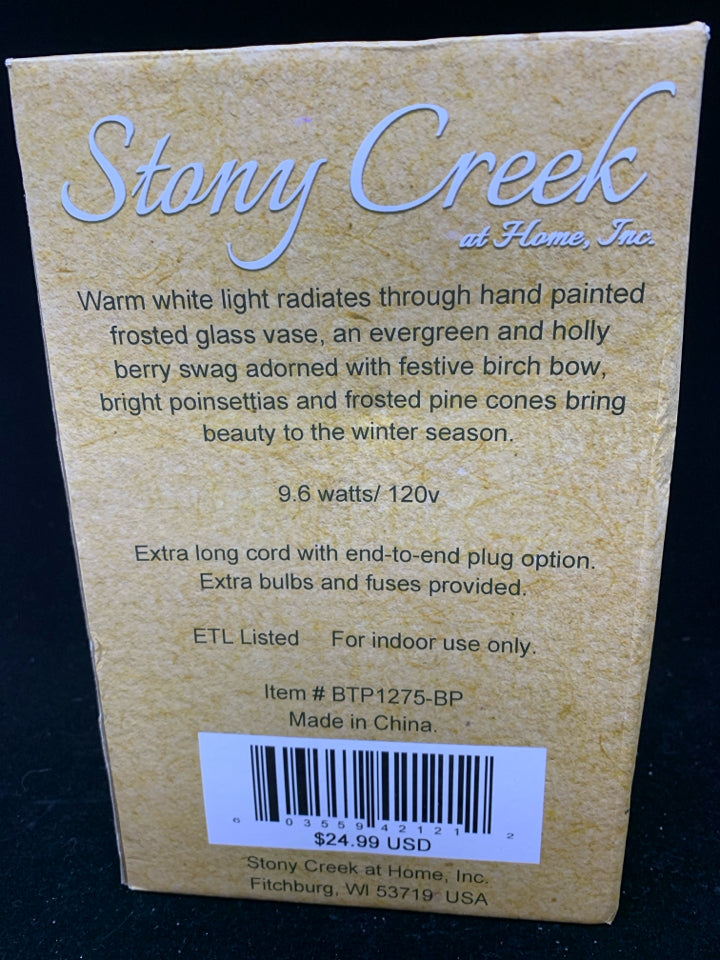 Stony Creek
at Home, Inc.
Warm white light radiates through hand painted
frosted glass vase, an evergreen and holly
berry swag adorned with festive birch bow,
bright poinsettias and frosted pine cones bring
beauty to the winter season.
9.6 watts/ 120v
Extra long cord with end-to-end plug option.
Extra bulbs and fuses provided.
ETL Listed For indoor use only.
Item # BTP1275-BP
Made in China.
6 03559 42121 2
$24.99 USD
Stony Creek at Home, Inc.
Fitchburg, WI 53719 USA